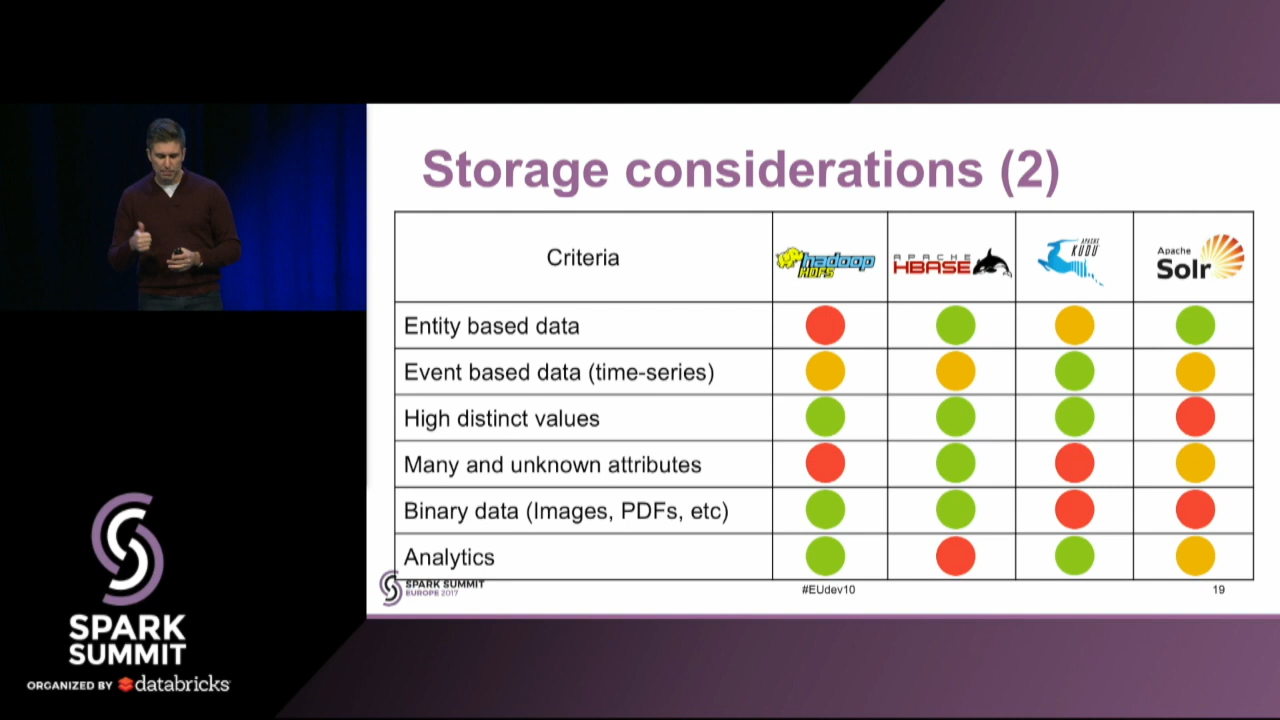 Storage considerations (2)
Criteria
hadoop
HDFS
APACHE
HBASE
APACHE
KUDU
Apache
Solr
Entity based data
Event based data (time-series)
High distinct values
Many and unknown attributes
Binary data (Images, PDFs, etc)
Analytics
SPARK SUMMIT
EUROPE 2017
#EUdev10
19
SPARK
SUMMIT
ORGANIZED BY databricks